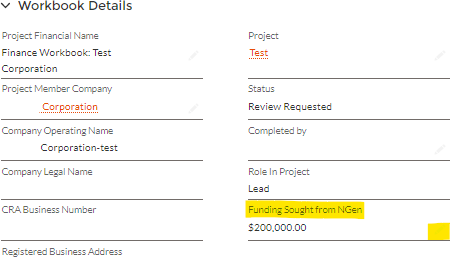 Workbook Details
Project Financial Name
Finance Workbook: Test
Corporation
Project
Test
Project Member Company
Corporation
Status
Review Requested
Company Operating Name
Corporation-test
Completed by
Company Legal Name
Role In Project
Lead
CRA Business Number
Funding Sought from NGen
$200,000.00
Registered Business Address